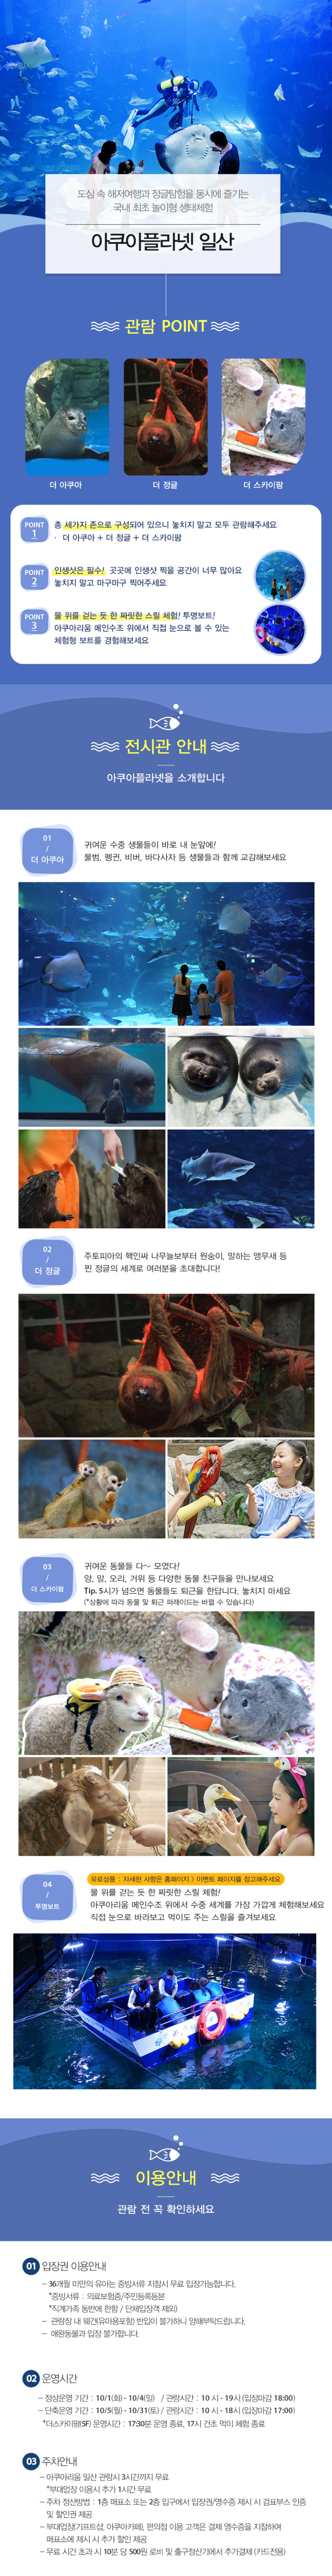 도심 속 해저여행과 정글탐험을 동시에 즐기는
국내 최초 놀이형 생태체험
아쿠아플라넷 일산
관람 POINT
더 아쿠아
더 정글
더 스카이팜
POINT
1
총 세가지 존으로 구성되어 있으니 놓치지 말고 모두 관람해주세요
· 더 아쿠아 + 더 정글 + 더 스카이팜
POINT
2
인생샷은 필수! 곳곳에 인생샷 찍을 공간이 너무 많아요
놓치지 말고 마구마구 찍어주세요
POINT
3
물 위를 걷는 듯 한 짜릿한 스릴 체험! 투명보트!
아쿠아리움 메인수조 위에서 직접 눈으로 볼 수 있는
체험형 보트를 경험해보세요
전시관 안내
아쿠아플라넷을 소개합니다
01
/
더 아쿠아
귀여운 수중 생물들이 바로 내 눈앞에!
물범, 펭귄, 비버, 바다사자 등 생물들과 함께 교감해보세요
02
/
더 정글
주토피아의 핵인싸 나무늘보부터 원숭이, 말하는 앵무새 등
찐 정글의 세계로 여러분을 초대합니다!
03
/
더 스카이팜
귀여운 동물들 다~ 모였다!
양, 말, 오리, 거위 등 다양한 동물 친구들을 만나보세요
Tip. 5시가 넘으면 동물들도 퇴근을 한답니다, 놓치지 마세요
(*상황에 따라 동물 및 퇴근 퍼레이드는 바뀔 수 있습니다)
04
/
투명보트
유료상품 : 자세한 사항은 홈페이지 > 이벤트 페이지를 참고해주세요
물 위를 걷는 듯 한 짜릿한 스릴 체험!
아쿠아리움 메인수조 위에서 수중 세계를 가장 가깝게 체험해보세요
직접 눈으로 바라보고 먹이도 주는 스릴을 즐겨보세요
이용안내
관람 전 꼭 확인하세요
01 입장권 이용안내
- 36개월 미만의 유아는 증빙서류 지참시 무료 입장가능합니다.
*증빙서류 : 의료보험증/주민등록등본
*직계가족 동반에 한함 / 단체입장객 제외)
- 관람장 내 웨건(유아용포함) 반입이 불가하니 양해부탁드립니다.
- 애완동물과 입장 불가합니다.
02 운영시간
- 정상운영 기간 : 10/1(화) - 10/4(일) / 관람시간 : 10 시 - 19시 (입장마감 18:00)
- 단축운영 기간 : 10/5(월) - 10/31(토) / 관람시간 : 10 시 - 18시 (입장마감 17:00)
*더스카이팜(SF) 운영시간 : 17:30분 운영 종료, 17시 건초 먹이 체험 종료
03 주차안내
- 아쿠아리움 일산 관람시 3시간까지 무료
*부대업장 이용시 추가 1시간 무료
- 주차 정산방법 : 1층 매표소 또는 2층 입구에서 입장권/영수증 제시 시 검표부스 인증
및 할인권 제공
- 부대업장(기프트샵, 아쿠아카페), 편의점 이용 고객은 결제 영수증을 지참하여
매표소에 제시 시 추가 할인 제공
- 무료 시간 초과 시 10분 당 500원 로비 및 출구정산기에서 추가결제 (카드전용)